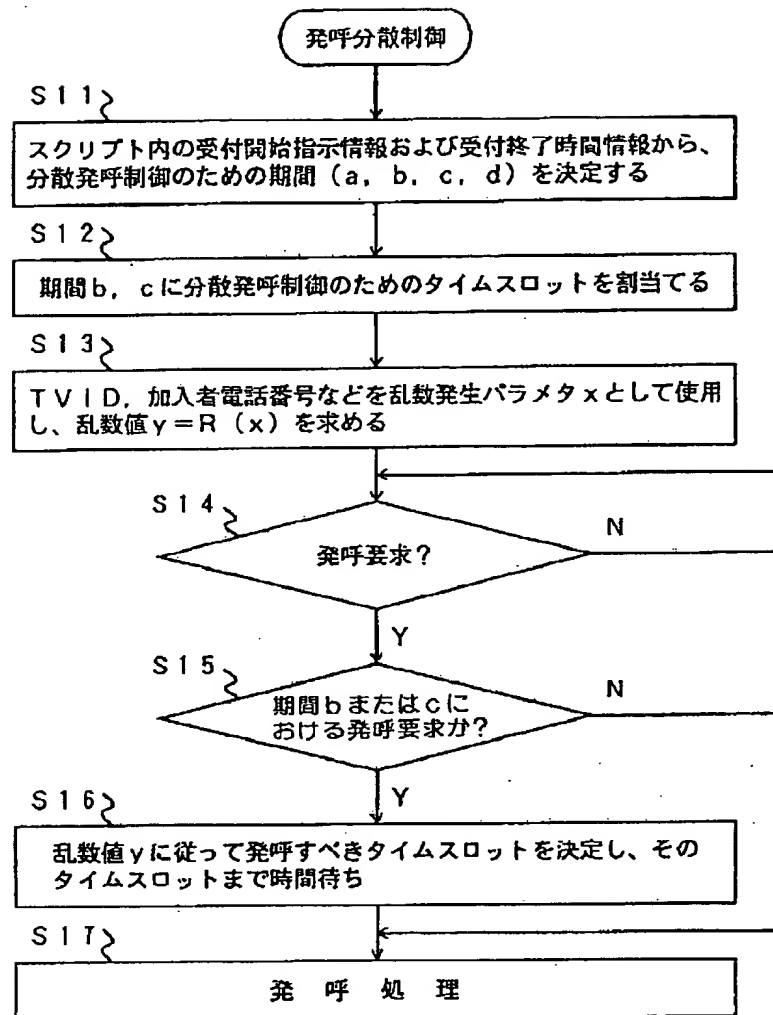 発呼分散制御
S11
スクリプト内の受付開始指示情報および受付終了時間情報から、
分散発呼制御のための期間（a，b，c，d）を決定する
S12
期間b，cに分散発呼制御のためのタイムスロットを割当てる
S13
TVID，加入者電話番号などを乱数発生パラメタxとして使用
し、乱数値y＝R（x）を求める
S14
発呼要求？
N
Y
S15
期間bまたはcに
おける発呼要求か？
N
Y
S16
乱数値yに従って発呼すべきタイムスロットを決定し、その
タイムスロットまで時間待ち
S17
発呼処理